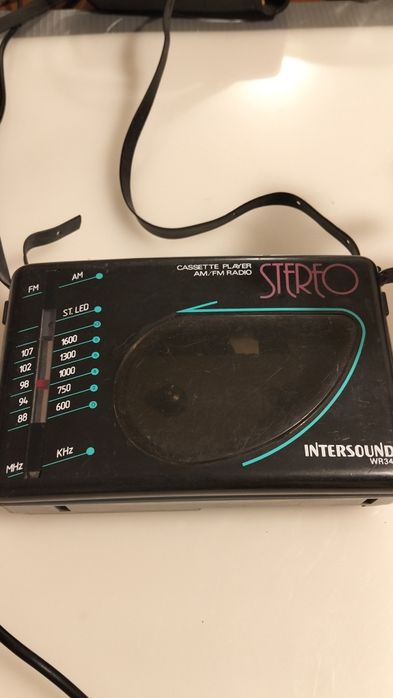 CASSETTE PLAYER
AM/FM RADIO
STEREO
FM AM
ST. LED
1600
107 1300
102 1000
98 750
94 600
88
KHz
MHz
INTERSOUND
WR34